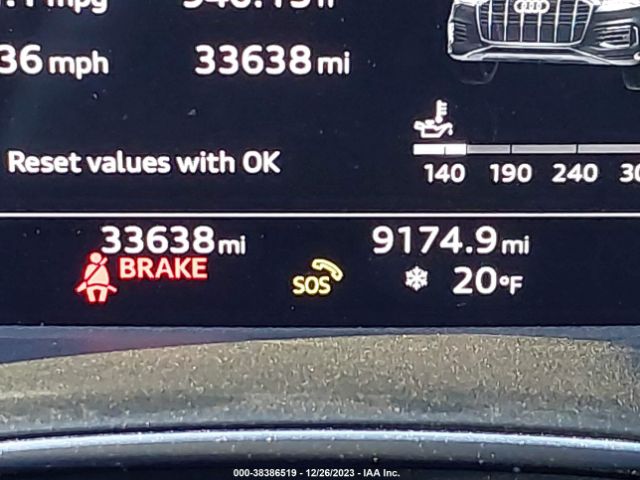 mpg
36 mph 33638 mi
Reset values with OK
140 190 240
33638 mi 9174.9 mi
BRAKE SOS 20°F
000-38386519 - 12/26/2023 - IAA Inc.